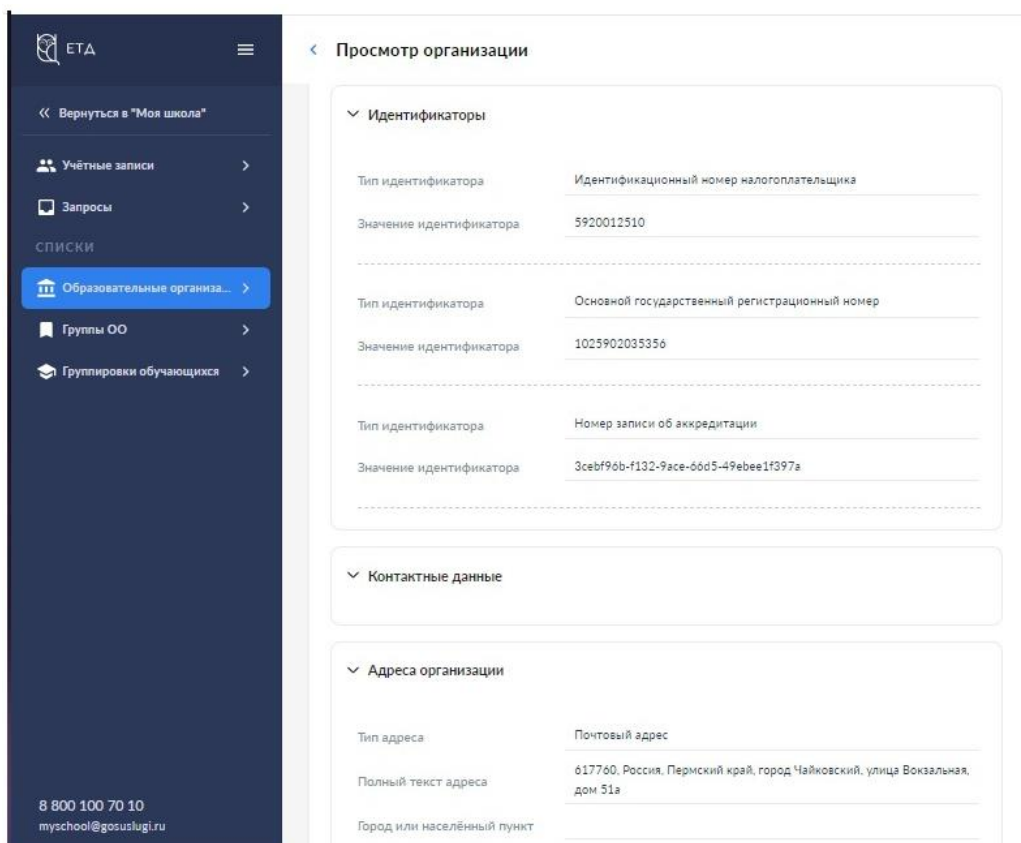 ЕТД
Просмотр организации
Вернуться в "Моя школа"
Учётные записи
Запросы
СПИСКИ
Образовательные организа...
Группы ОО
Группировки обучающихся
8 800 100 70 10
myschool@gosuslugi.ru
Идентификаторы
Тип идентификатора Идентификационный номер налогоплательщика
Значение идентификатора 5920012510
Тип идентификатора Основной государственный регистрационный номер
Значение идентификатора 1025902035356
Тип идентификатора Номер записи об аккредитации
Значение идентификатора 3cebf96b-f132-9ace-66d5-49ebee1f397a
Контактные данные
Адреса организации
Тип адреса Почтовый адрес
Полный текст адреса 617760, Россия, Пермский край, город Чайковский, улица Вокзальная,
дом 51а
Город или населённый пункт